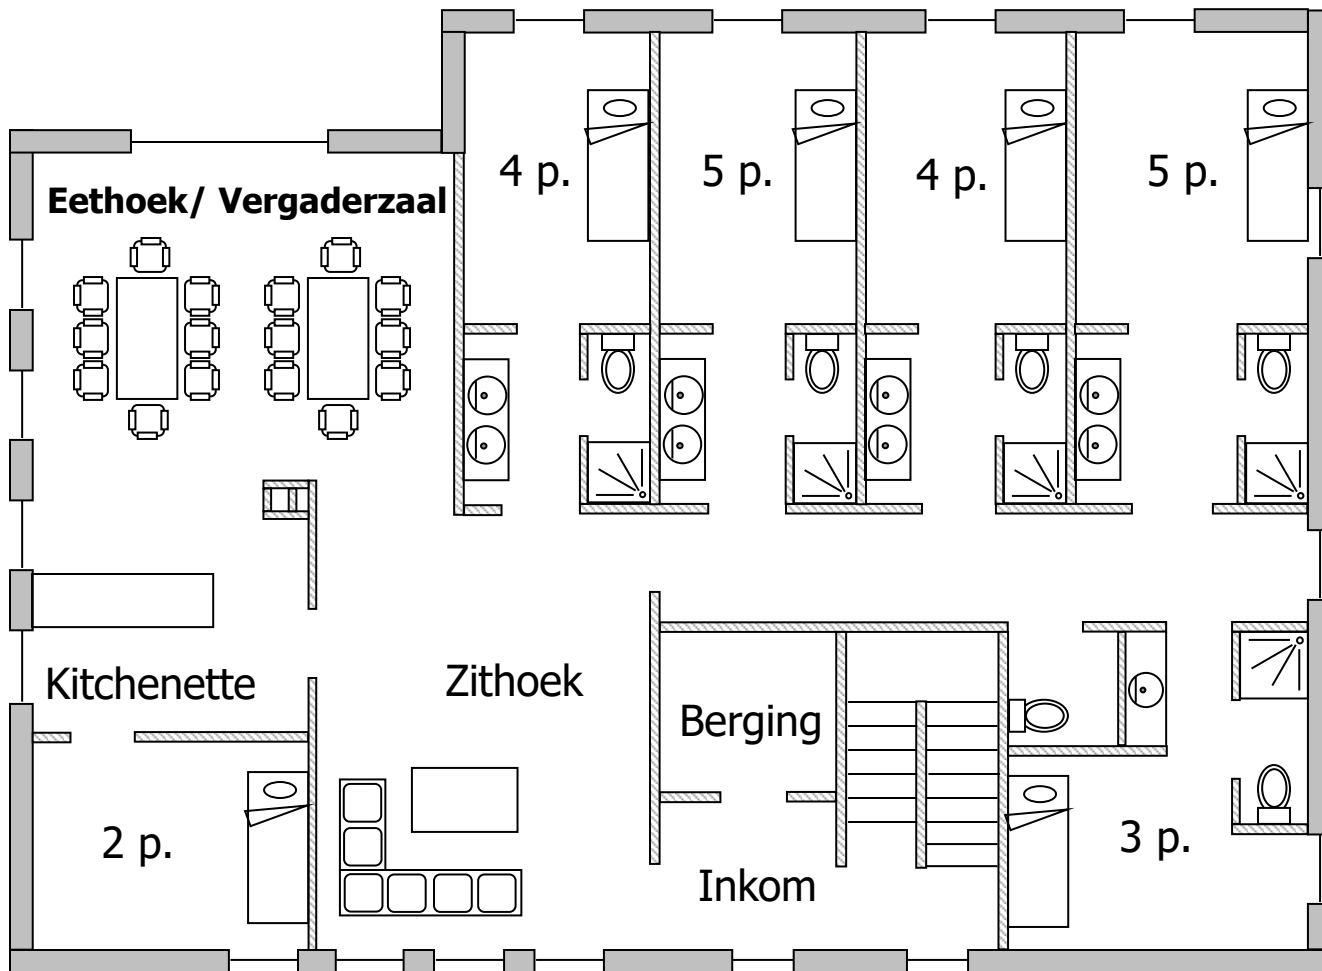 4 p.
5 p.
4 p.
5 p.
Eethoek/ Vergaderzaal
Kitchenette
Zithoek
Berging
2 p.
3 p.
Inkom